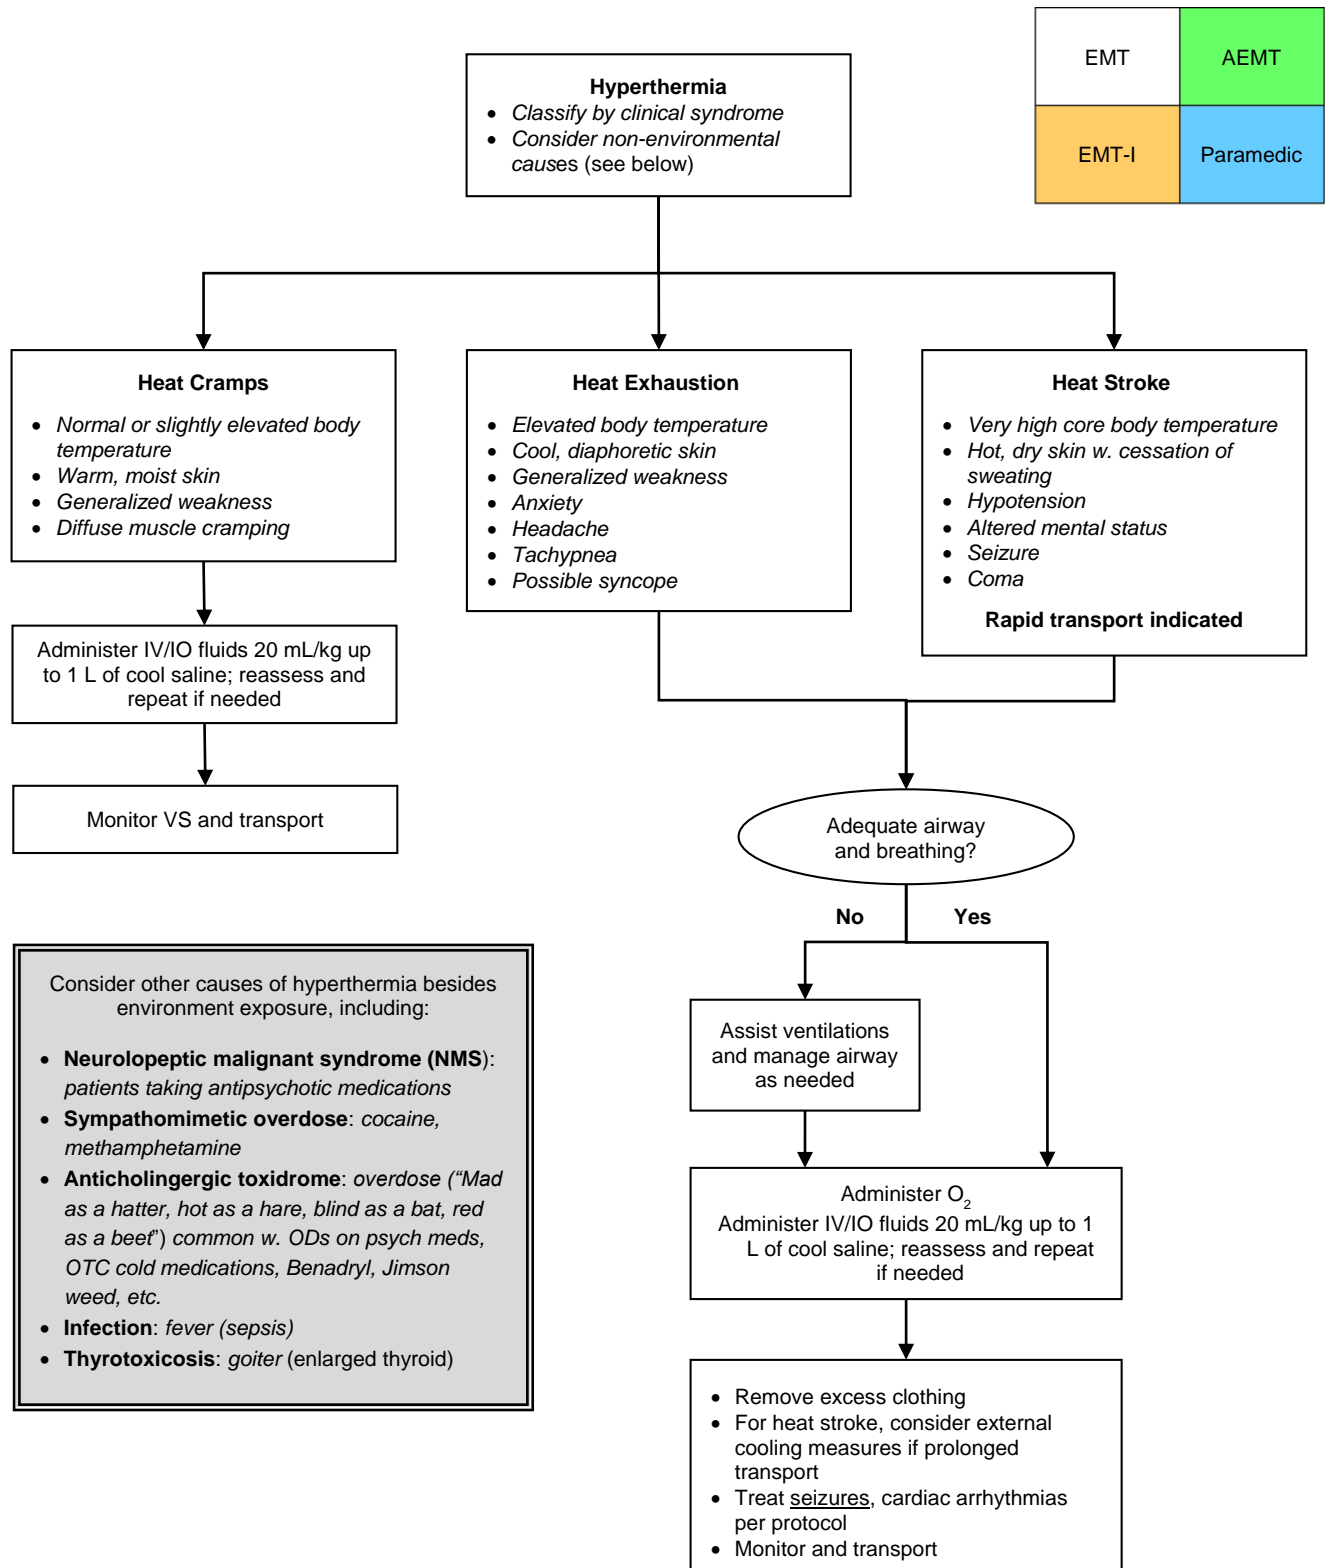 EMT
AEMT
EMT-I
Paramedic
Hyperthermia
• Classify by clinical syndrome
• Consider non-environmental
causes (see below)
Heat Cramps
• Normal or slightly elevated body
temperature
• Warm, moist skin
• Generalized weakness
• Diffuse muscle cramping
Heat Exhaustion
• Elevated body temperature
• Cool, diaphoretic skin
• Generalized weakness
• Anxiety
• Headache
• Tachypnea
• Possible syncope
Heat Stroke
• Very high core body temperature
• Hot, dry skin w. cessation of
sweating
• Hypotension
• Altered mental status
• Seizure
• Coma
Rapid transport indicated
Administer IV/IO fluids 20 mL/kg up
to 1 L of cool saline; reassess and
repeat if needed
Monitor VS and transport
Adequate airway
and breathing?
No
Yes
Assist ventilations
and manage airway
as needed
Administer O2
Administer IV/IO fluids 20 mL/kg up to 1
L of cool saline; reassess and repeat
if needed
• Remove excess clothing
• For heat stroke, consider external
cooling measures if prolonged
transport
• Treat seizures, cardiac arrhythmias
per protocol
• Monitor and transport
Consider other causes of hyperthermia besides
environment exposure, including:
• Neurolopeptic malignant syndrome (NMS):
patients taking antipsychotic medications
• Sympathomimetic overdose: cocaine,
methamphetamine
• Anticholingergic toxidrome: overdose (“Mad
as a hatter, hot as a hare, blind as a bat, red
as a beet”) common w. ODs on psych meds,
OTC cold medications, Benadryl, Jimson
weed, etc.
• Infection: fever (sepsis)
• Thyrotoxicosis: goiter (enlarged thyroid)